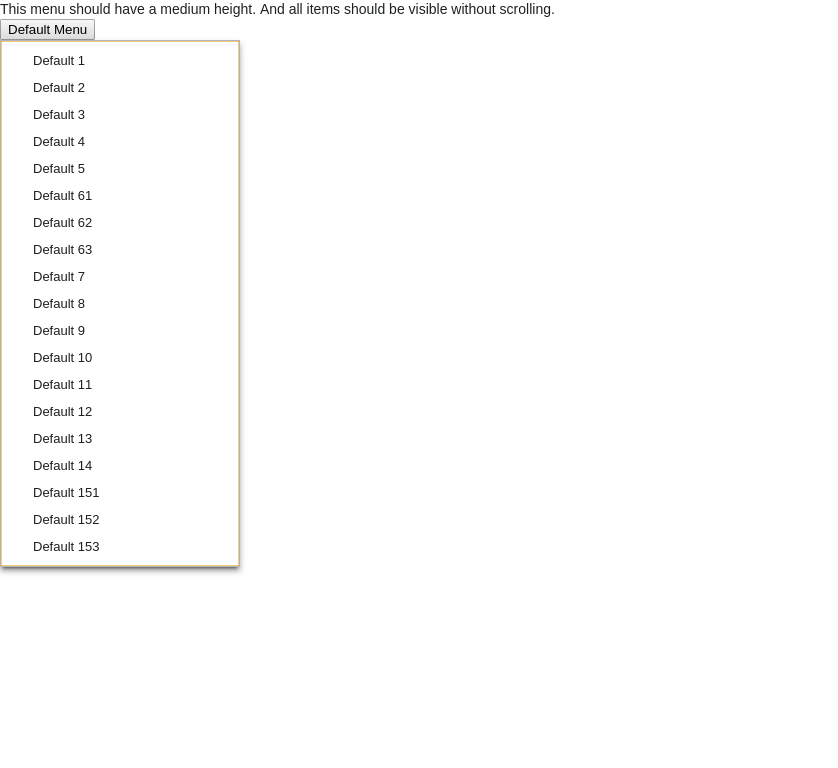 This menu should have a medium height. And all items should be visible without scrolling.
Default Menu
Default 1
Default 2
Default 3
Default 4
Default 5
Default 61
Default 62
Default 63
Default 7
Default 8
Default 9
Default 10
Default 11
Default 12
Default 13
Default 14
Default 151
Default 152
Default 153